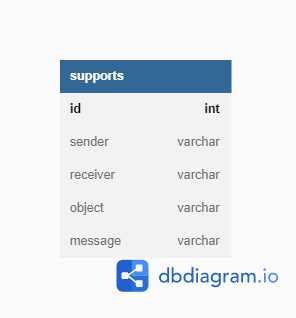 supports
id int
sender varchar
receiver varchar
object varchar
message varchar
dbdiagram.io